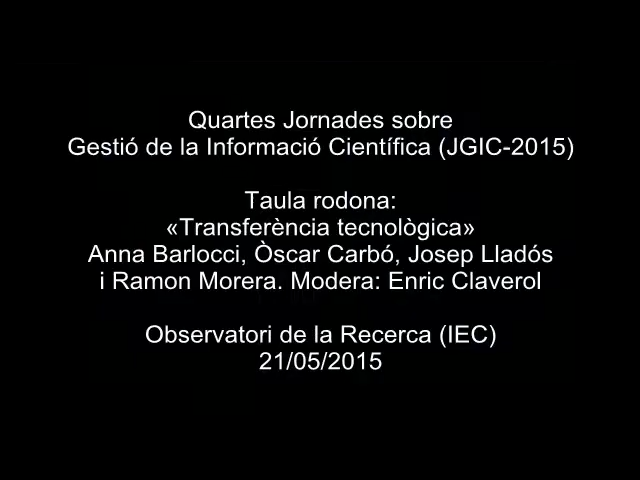 Quartes Jornades sobre
Gestió de la Informació Científica (JGIC-2015)
Taula rodona:
«Transferència tecnològica»
Anna Barlocci, Òscar Carbó, Josep Lladós
i Ramon Morera. Modera: Enric Claverol
Observatori de la Recerca (IEC)
21/05/2015